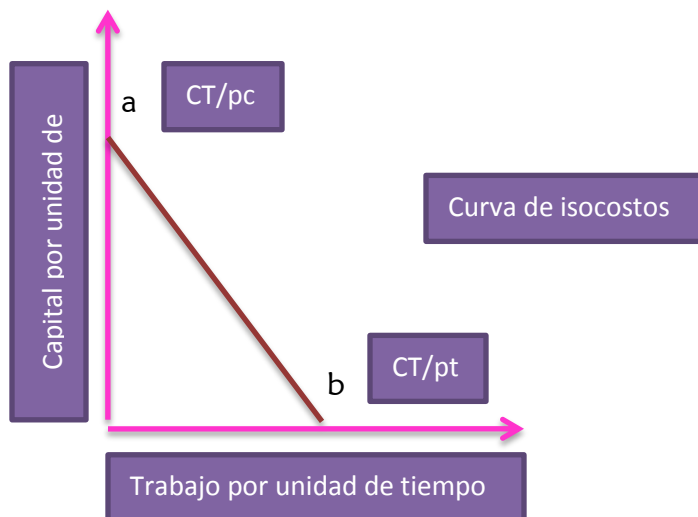 a
CT/pc
Capital por unidad de
Curva de isocostos
b
CT/pt
Trabajo por unidad de tiempo